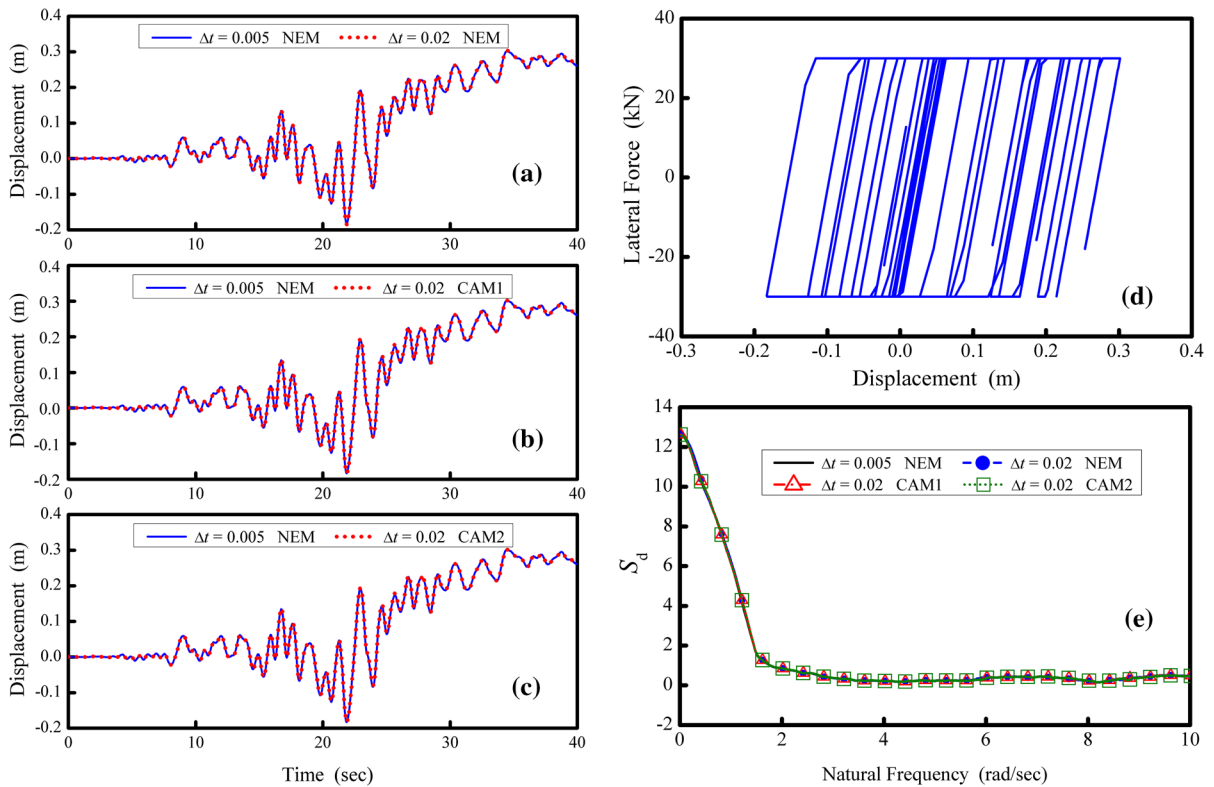 0.4
0.3
0.2
0.1
0.0
-0.1
-0.2
Displacement (m)
Δt = 0.005 NEM
Δt = 0.02 NEM
(a)
0
10
20
30
40
0.4
0.3
0.2
0.1
0.0
-0.1
-0.2
Displacement (m)
Δt = 0.005 NEM
Δt = 0.02 CAM1
(b)
0
10
20
30
40
0.4
0.3
0.2
0.1
0.0
-0.1
-0.2
Displacement (m)
Δt = 0.005 NEM
Δt = 0.02 CAM2
(c)
0
10
20
30
40
Time (sec)
40
20
0
-20
-40
Lateral Force (kN)
(d)
-0.3
-0.2
-0.1
0.0
0.1
0.2
0.3
0.4
Displacement (m)
14
12
10
8
6
4
2
0
-2
Sd
Δt = 0.005 NEM
Δt = 0.02 NEM
Δt = 0.02 CAM1
Δt = 0.02 CAM2
(e)
0
2
4
6
8
10
Natural Frequency (rad/sec)